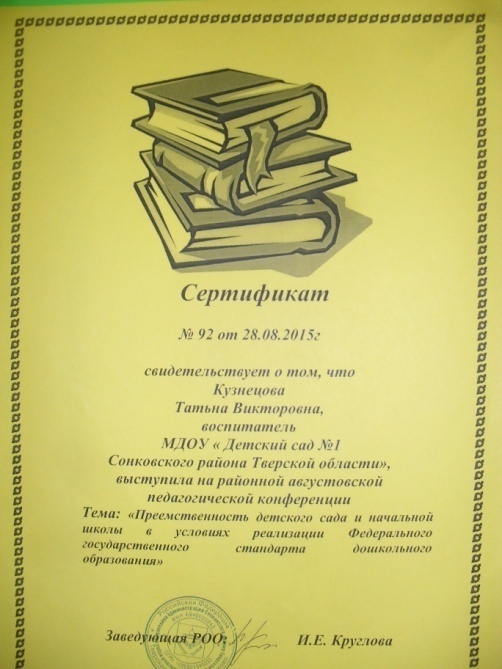 Сертификат
№ 92 от 28.08.2015г
свидетельствует о том, что
Кузнецова
Татьна Викторовна,
воспитатель
МДОУ « Детский сад №1
Сонковского района Тверской области»,
выступила на районной августовской
педагогической конференции
Тема: «Преемственность детского сада и начальной
школы в условиях реализации Федерального
государственного стандарта дошкольного
образования»
Заведующая РОО: И.Е. Круглова